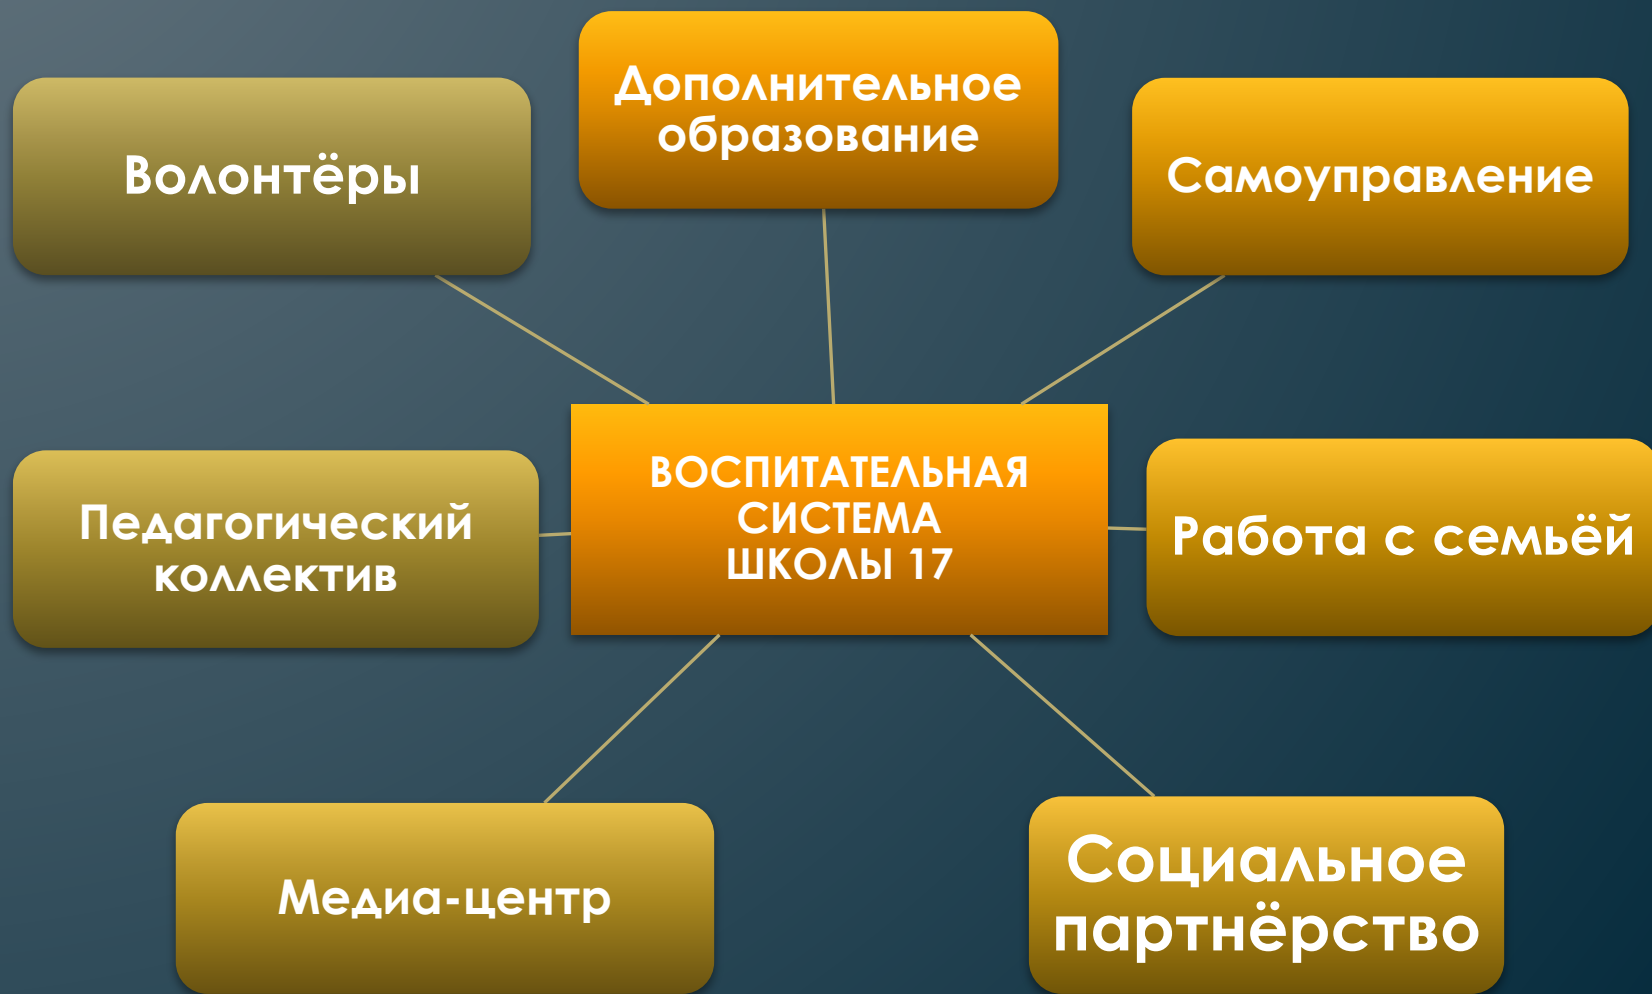 Дополнительное
образование
Волонтёры
Самоуправление
ВОСПИТАТЕЛЬНАЯ
СИСТЕМА
ШКОЛЫ 17
Педагогический
коллектив
Работа с семьёй
Медиа-центр
Социальное
партнёрство